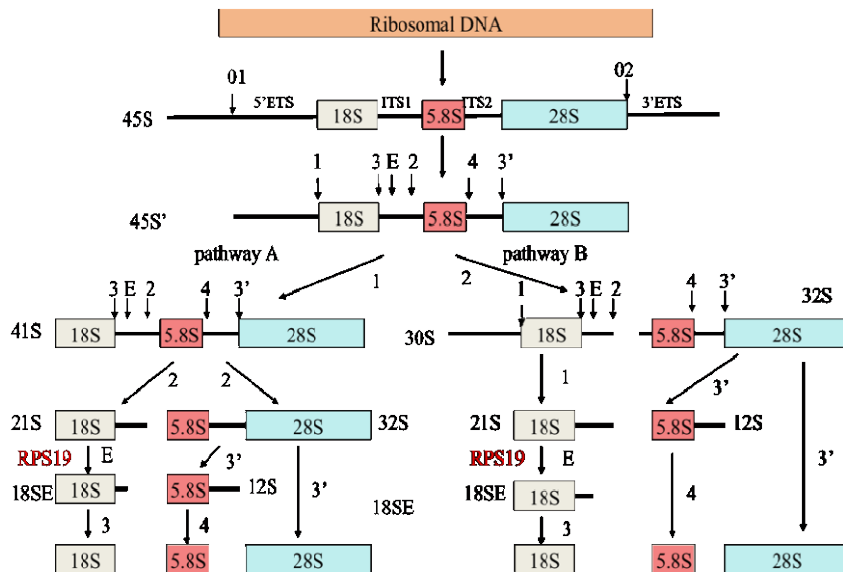 Ribosomal DNA
01 02
5'ETS ITS1 ITS2 3'ETS
45S 18S 5.8S 28S
1 3 E 2 4 3'
45S' 18S 5.8S 28S
pathway A pathway B
1 2
3 E 2 4 3' 1 3 E 2 4 3' 32S
41S 18S 5.8S 28S 30S 18S 5.8S 28S
2 2 1 3'
21S 18S 5.8S 28S 32S 21S 18S 5.8S 12S
RPS19 E 3' RPS19 E 3'
18SE 18S 5.8S 12S 3' 18SE 18SE 18S 4
3 4 3
18S 5.8S 28S 18S 5.8S 28S